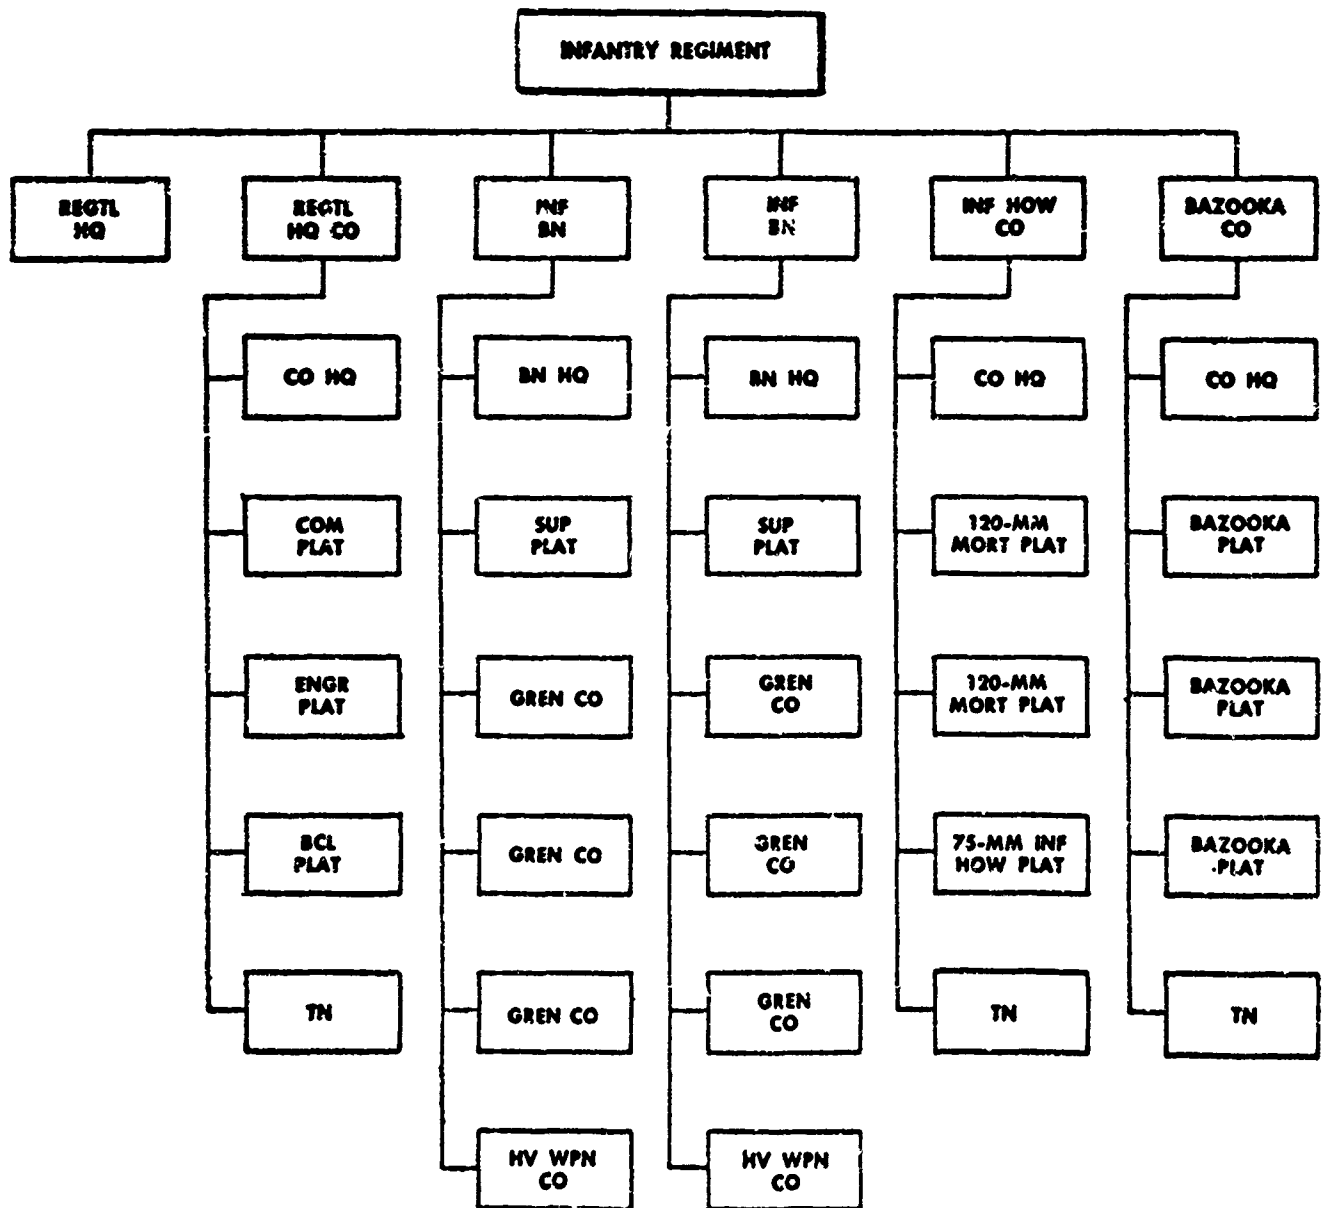 INFANTRY REGIMENT
REGTL
HQ
REGTL
HQ CO
INF
BN
INF
BN
INF HOW
CO
BAZOOKA
CO
CO HQ
COM
PLAT
ENGR
PLAT
BCL
PLAT
TN
BN HQ
SUP
PLAT
GREN CO
GREN CO
GREN CO
HV WPN
CO
BN HQ
SUP
PLAT
GREN
CO
GREN
CO
GREN
CO
HV WPN
CO
CO HQ
120-MM
MORT PLAT
120-MM
MORT PLAT
75-MM INF
HOW PLAT
TN
CO HQ
BAZOOKA
PLAT
BAZOOKA
PLAT
BAZOOKA
PLAT
TN